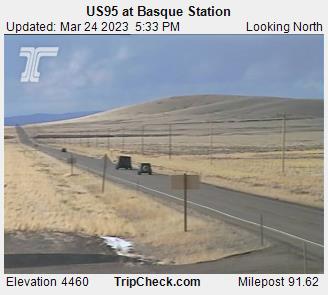 US95 at Basque Station
Updated: Mar 24 2023 5:33 PM Looking North
Elevation 4460 TripCheck.com Milepost 91.62